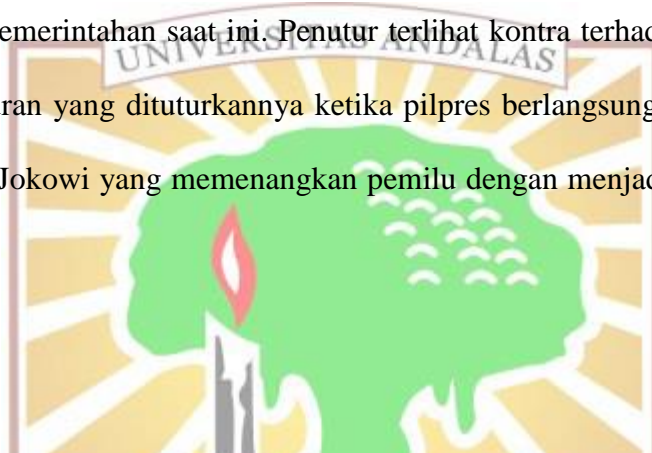 emerintahan saat ini. Penutur terlihat kontra terhad
UNIVERSITAS ANDALAS
ran yang dituturkannya ketika pilpres berlangsung
Jokowi yang memenangkan pemilu dengan menjad